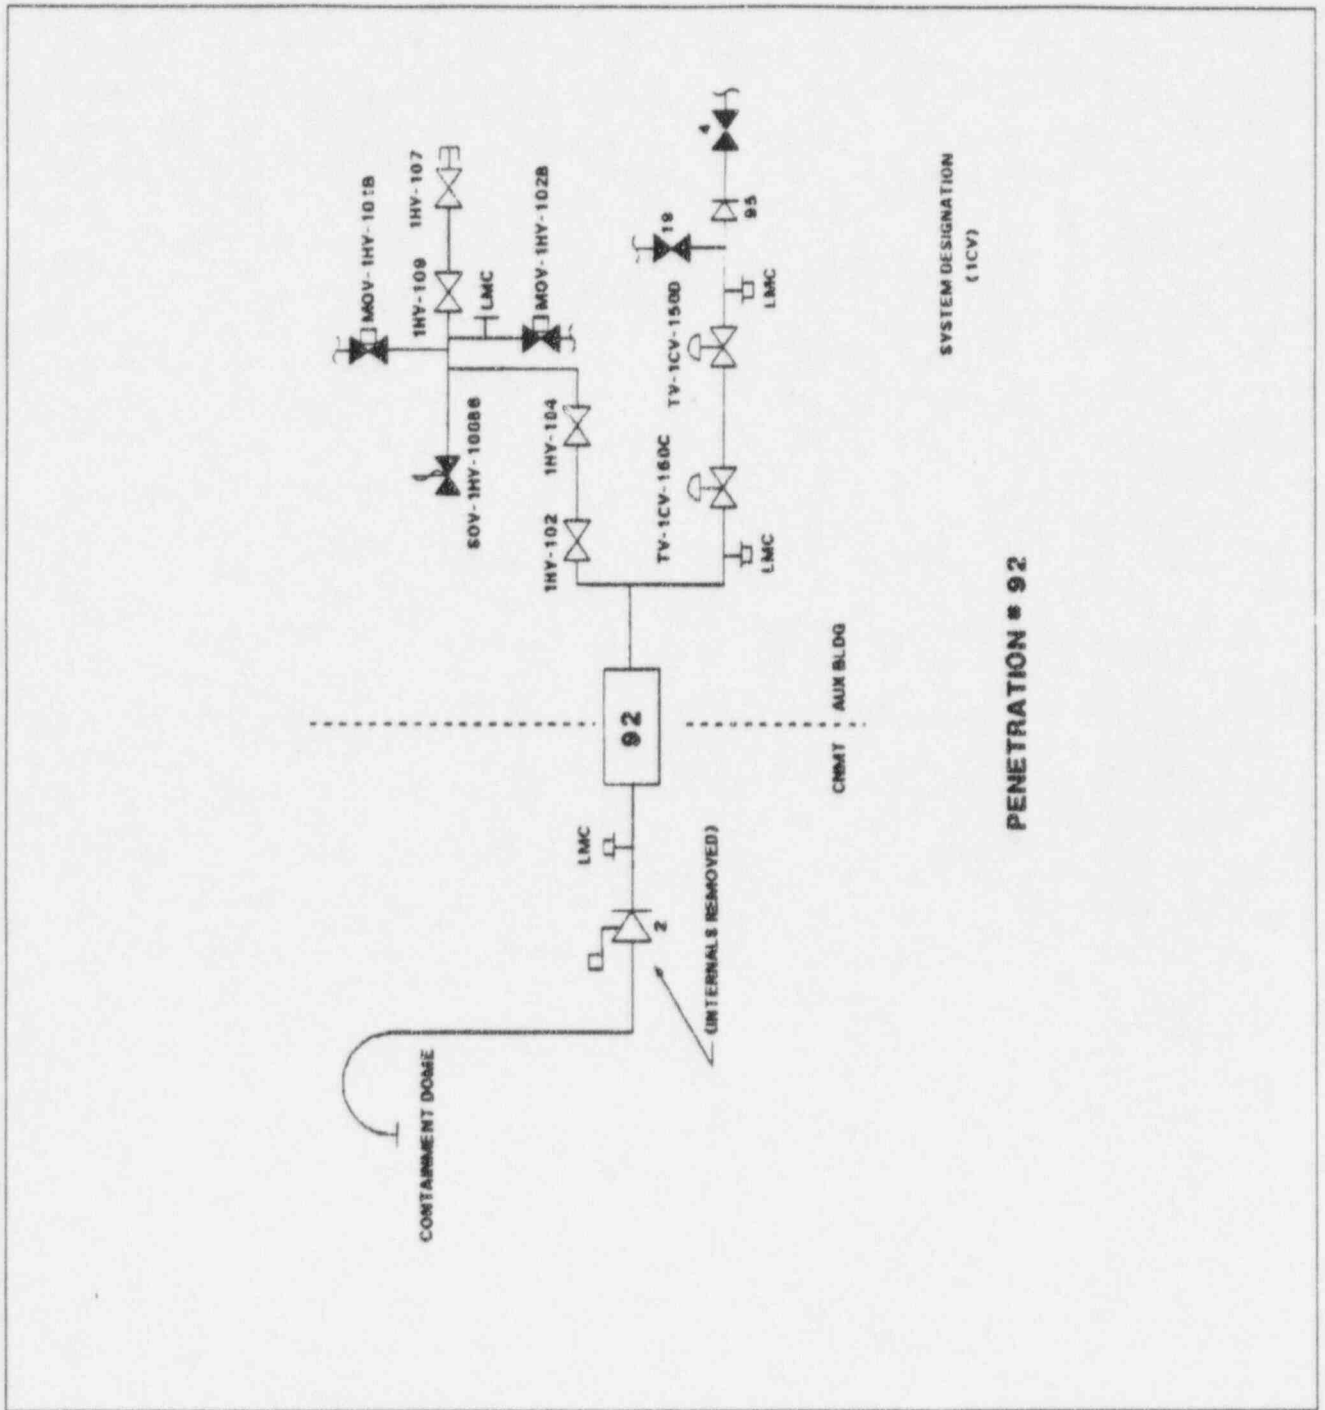 MOV-1HY-101B
1HY-107
1HY-109
LMC
MOV-1HY-102B
SOV-1HY-100BB
1HY-104
1HY-102
4
95
19
LMC
TV-1CV-150D
TV-1CV-160C
LMC
SYSTEM DESIGNATION
(1CV)
92
CNMT AUX BLDG
PENETRATION # 92
LMC
2
(INTERNALS REMOVED)
CONTAINMENT DOME